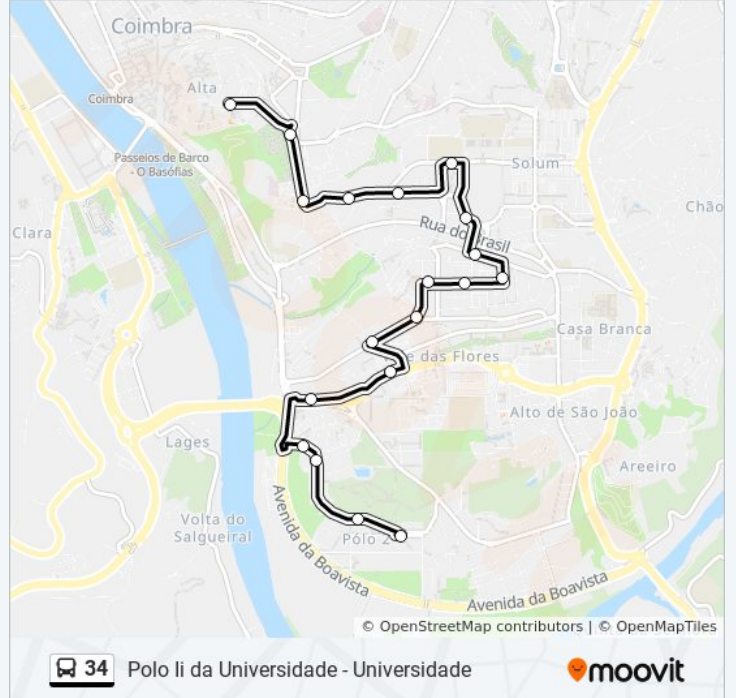 Coimbra
Alta
Coimbra
Passeios de Barco
- O Basófias
Solum
Chão
Clara
Rua do Brasil
Casa Branca
das Flores
Alto de São João
Lages
Areeiro
Volta do
Salgueiral
Pólo 2
Avenida da Boavista
Avenida da Boavista
© OpenStreetMap contributors | © OpenMapTiles
34 Polo Ii da Universidade - Universidade
moovit